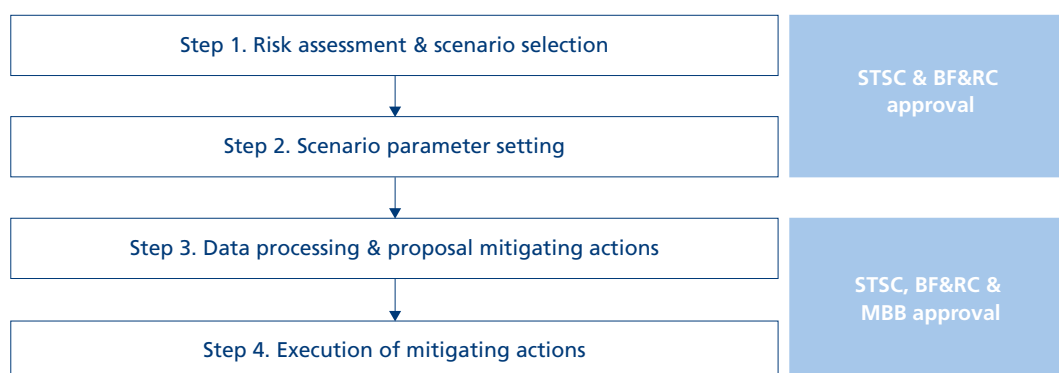 Step 1. Risk assessment & scenario selection
STSC & BF&RC
approval
Step 2. Scenario parameter setting
Step 3. Data processing & proposal mitigating actions
STSC, BF&RC &
MBB approval
Step 4. Execution of mitigating actions